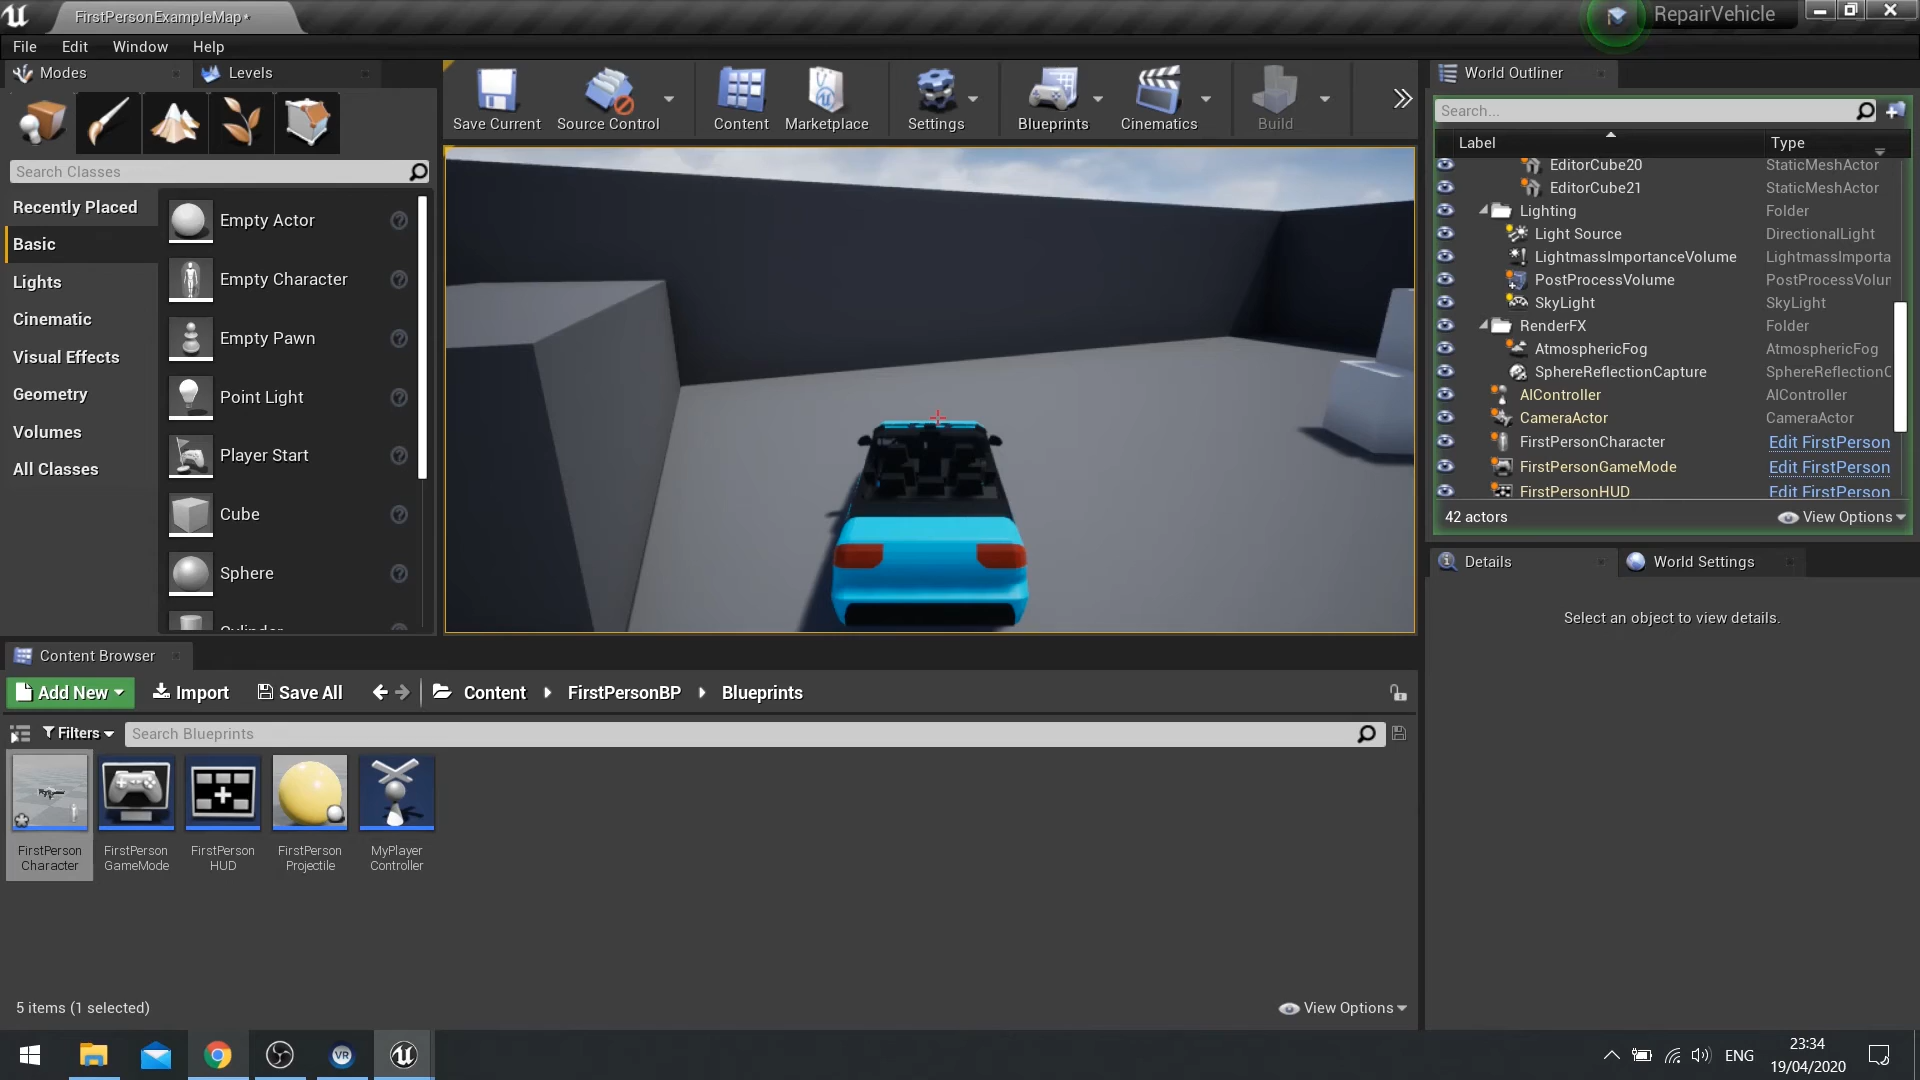 FirstPersonExampleMap*
RepairVehicle
File Edit Window Help
Modes
Levels
Search Classes
Recently Placed
Basic
Lights
Cinematic
Visual Effects
Geometry
Volumes
All Classes
Empty Actor
Empty Character
Empty Pawn
Point Light
Player Start
Cube
Sphere
Cylinder
Save Current
Source Control
Content
Marketplace
Settings
Blueprints
Cinematics
Build
World Outliner
Search...
Label Type
EditorCube20 StaticMeshActor
EditorCube21 StaticMeshActor
Lighting Folder
Light Source DirectionalLight
LightmassImportanceVolume LightmassImporta
PostProcessVolume PostProcessVolur
SkyLight SkyLight
RenderFX Folder
AtmosphericFog AtmosphericFog
SphereReflectionCapture SphereReflectionC
AIController AIController
CameraActor CameraActor
FirstPersonCharacter Edit FirstPerson
FirstPersonGameMode Edit FirstPerson
FirstPersonHUD Edit FirstPerson
42 actors View Options
Details
World Settings
Select an object to view details.
Content Browser
Add New Import Save All Content FirstPersonBP Blueprints
Filters Search Blueprints
FirstPerson
Character
FirstPerson
GameMode
FirstPerson
HUD
FirstPerson
Projectile
MyPlayer
Controller
5 items (1 selected)
View Options
VR
ENG
23:34
19/04/2020